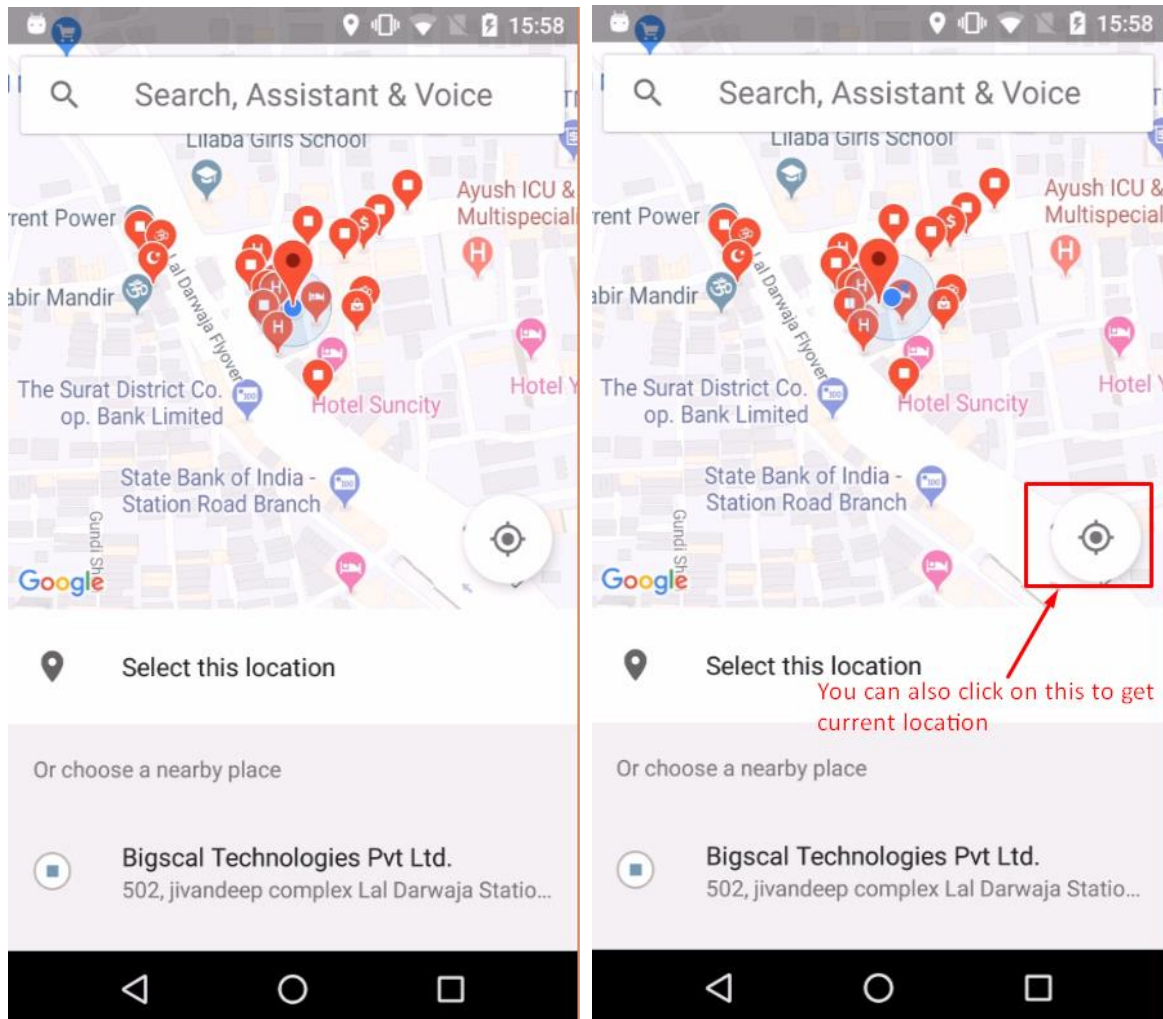 15:58
Search, Assistant & Voice
Lilaba Girls School
Ayush ICU &
Multispeciali
rrent Power
abir Mandir
Lal Darwaja Flyover
The Surat District Co.
op. Bank Limited
Hotel Y
Hotel Suncity
State Bank of India -
Station Road Branch
Gundi She
Google
Select this location
Or choose a nearby place
Bigscal Technologies Pvt Ltd.
502, jivandeep complex Lal Darwaja Statio...
15:58
Search, Assistant & Voice
Lilaba Girls School
Ayush ICU &
Multispecial
rrent Power
abir Mandir
Lal Darwaja Flyover
The Surat District Co.
op. Bank Limited
Hotel
Hotel Suncity
State Bank of India -
Station Road Branch
Gundi She
Google
Select this location
You can also click on this to get
current location
Or choose a nearby place
Bigscal Technologies Pvt Ltd.
502, jivandeep complex Lal Darwaja Statio...